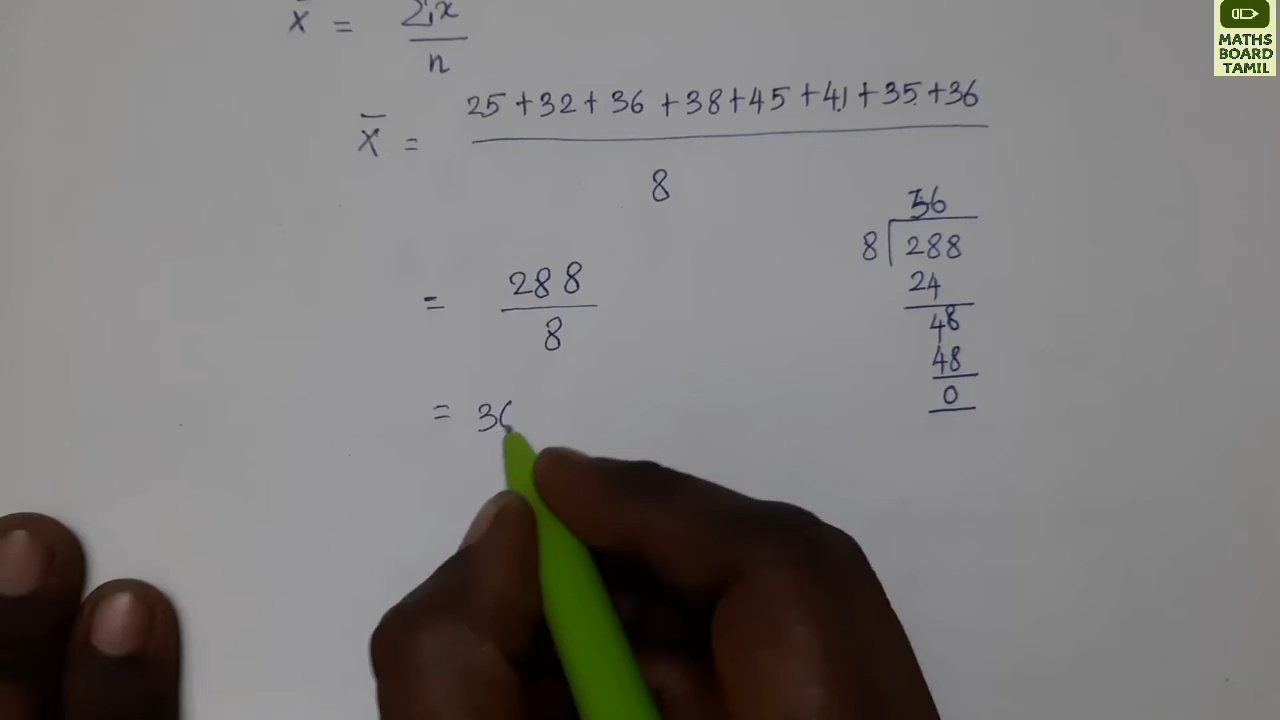 x̄ = Σx
n
x̄ = 25 + 32 + 36 + 38 + 45 + 41 + 35 + 36
8
= 288
8
= 36
36
8 288
24
48
48
0
MATHS
BOARD
TAMIL